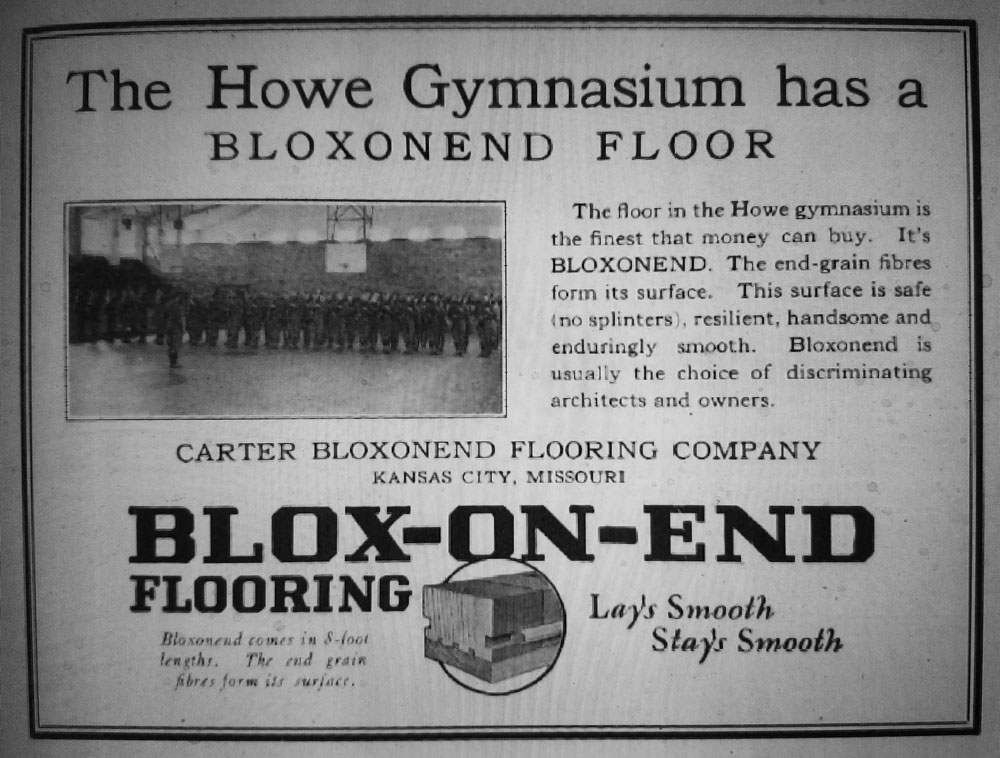 The Howe Gymnasium has a
BLOXONEND FLOOR
The floor in the Howe gymnasium is
the finest that money can buy. It's
BLOXONEND. The end-grain fibres
form its surface. This surface is safe
(no splinters), resilient, handsome and
enduringly smooth. Bloxonend is
usually the choice of discriminating
architects and owners.
CARTER BLOXONEND FLOORING COMPANY
KANSAS CITY, MISSOURI
BLOX-ON-END
FLOORING
Bloxonend comes in 8-foot
lengths. The end grain
fibres form its surface.
Lay's Smooth
Stay's Smooth